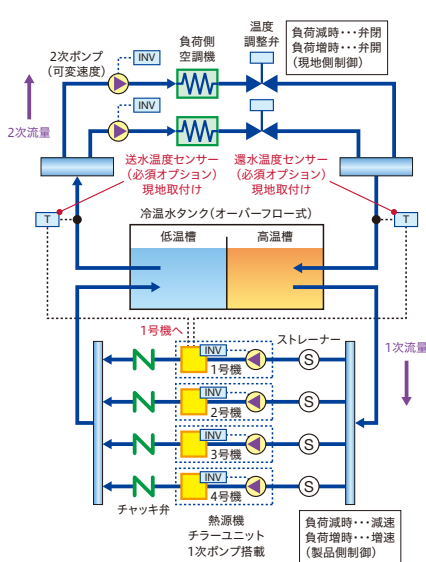 2次ポンプ
(可変速度)
INV
負荷側
空調機
温度
調整弁
負荷減時･･･弁閉
負荷増時･･･弁開
(現地側制御)
INV
2次流量
送水温度センサー
(必須オプション)
現地取付け
還水温度センサー
(必須オプション)
現地取付け
T
T
冷温水タンク(オーバーフロー式)
低温槽
高温槽
1号機へ
ストレーナー
1次流量
INV
1号機
S
INV
2号機
S
INV
3号機
S
INV
4号機
S
チャッキ弁
熱源機
チラーユニット
1次ポンプ搭載
負荷減時･･･減速
負荷増時･･･増速
(製品側制御)